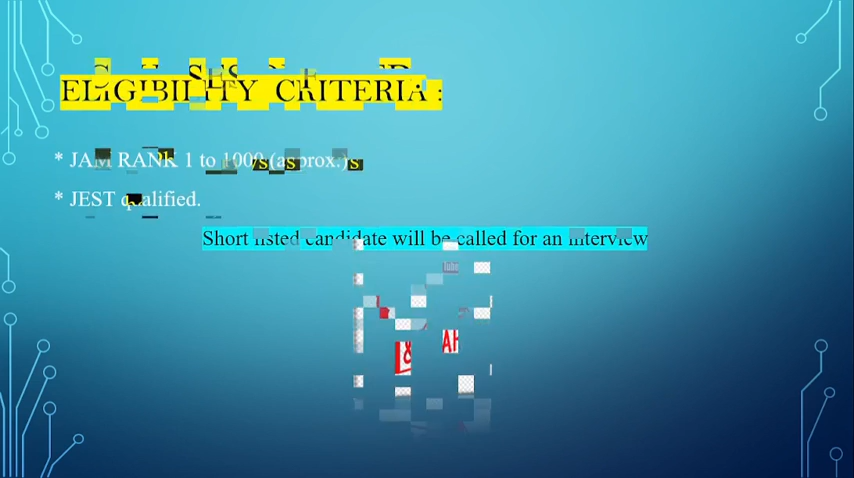 ELIGIBILITY CRITERIA :
* JAM RANK 1 to 1000 (approx.)
* JEST qualified.
Short listed candidate will be called for an interview